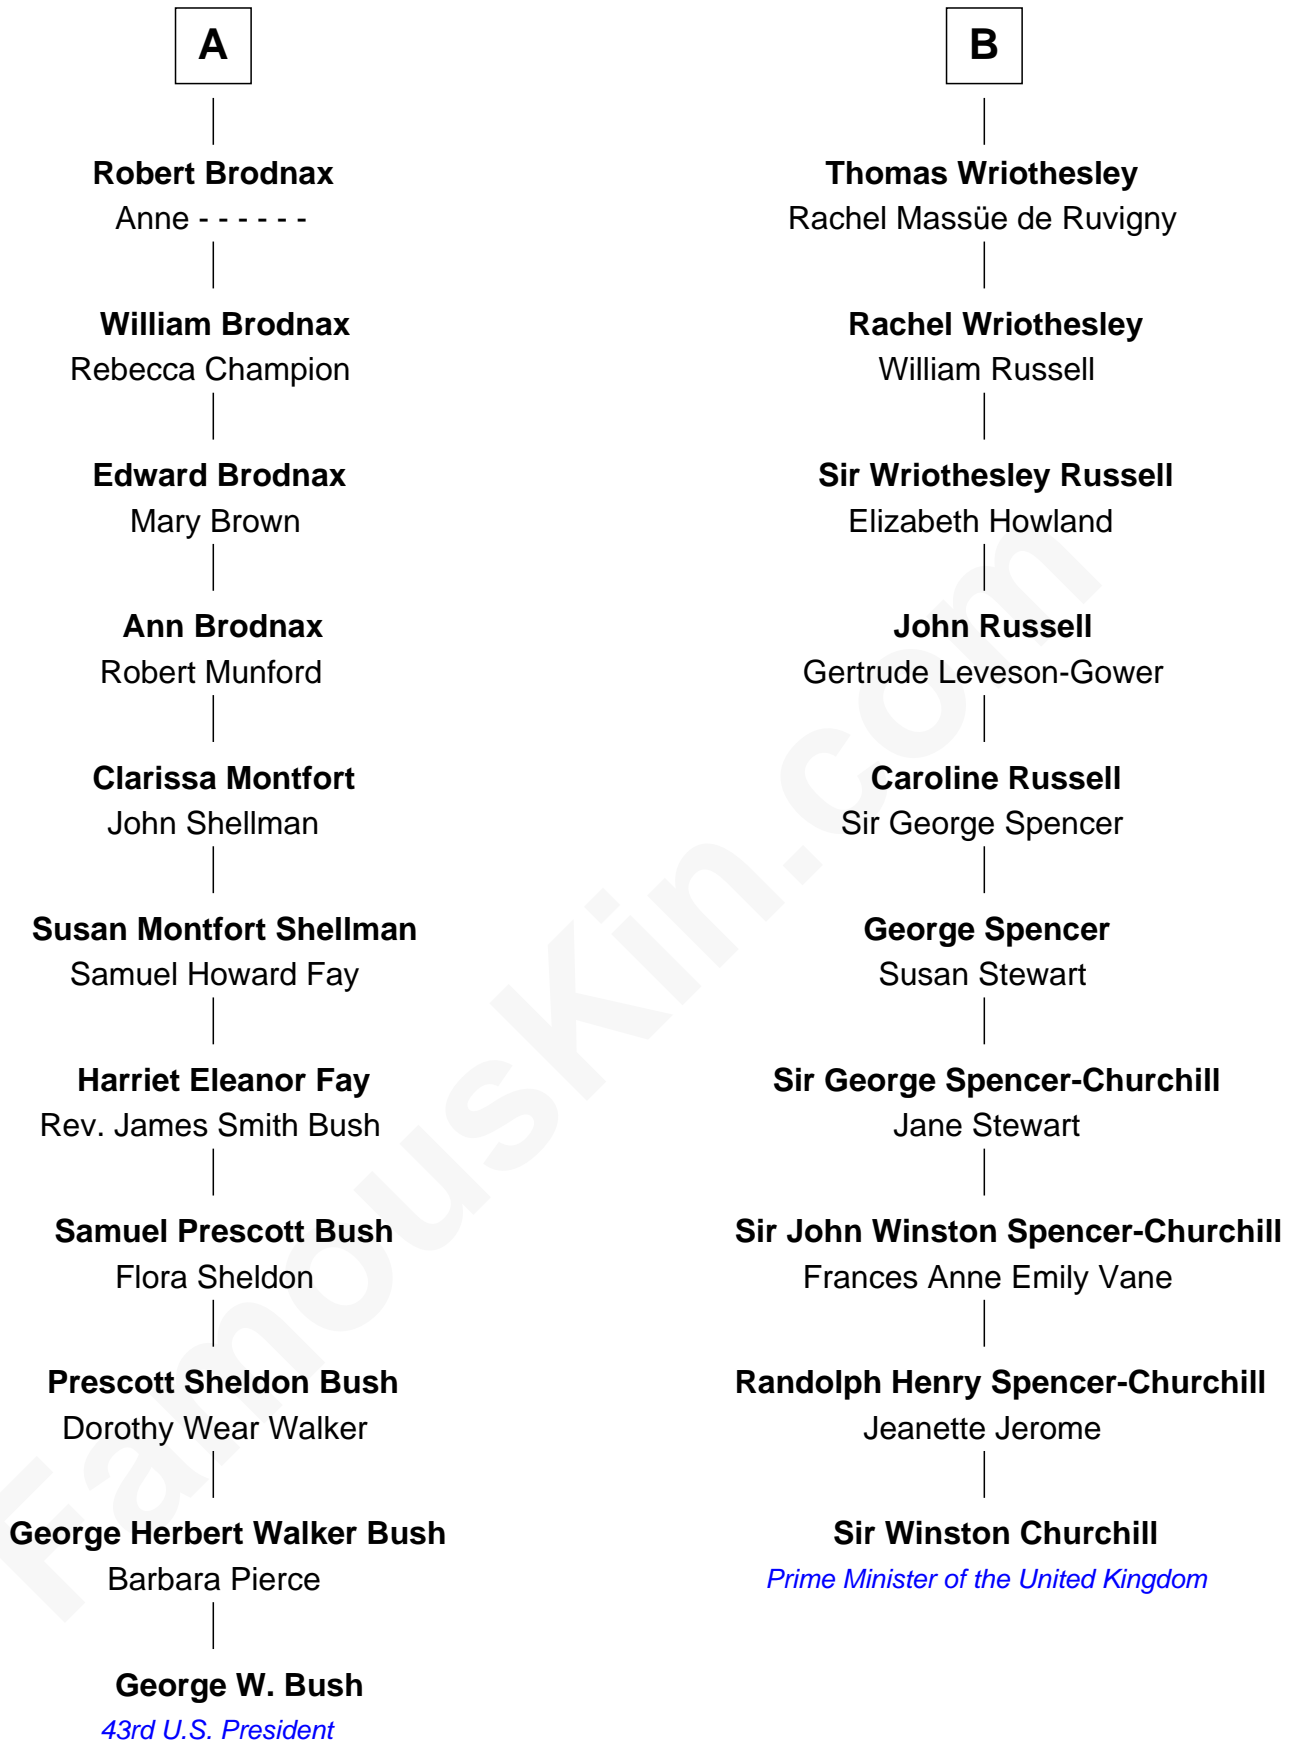 A
Robert Brodnax
Anne - - - - - -
William Brodnax
Rebecca Champion
Edward Brodnax
Mary Brown
Ann Brodnax
Robert Munford
Clarissa Montfort
John Shellman
Susan Montfort Shellman
Samuel Howard Fay
Harriet Eleanor Fay
Rev. James Smith Bush
Samuel Prescott Bush
Flora Sheldon
Prescott Sheldon Bush
Dorothy Wear Walker
George Herbert Walker Bush
Barbara Pierce
George W. Bush
43rd U.S. President
B
Thomas Wriothesley
Rachel Massüe de Ruvigny
Rachel Wriothesley
William Russell
Sir Wriothesley Russell
Elizabeth Howland
John Russell
Gertrude Leveson-Gower
Caroline Russell
Sir George Spencer
George Spencer
Susan Stewart
Sir George Spencer-Churchill
Jane Stewart
Sir John Winston Spencer-Churchill
Frances Anne Emily Vane
Randolph Henry Spencer-Churchill
Jeanette Jerome
Sir Winston Churchill
Prime Minister of the United Kingdom
FamousKin.com